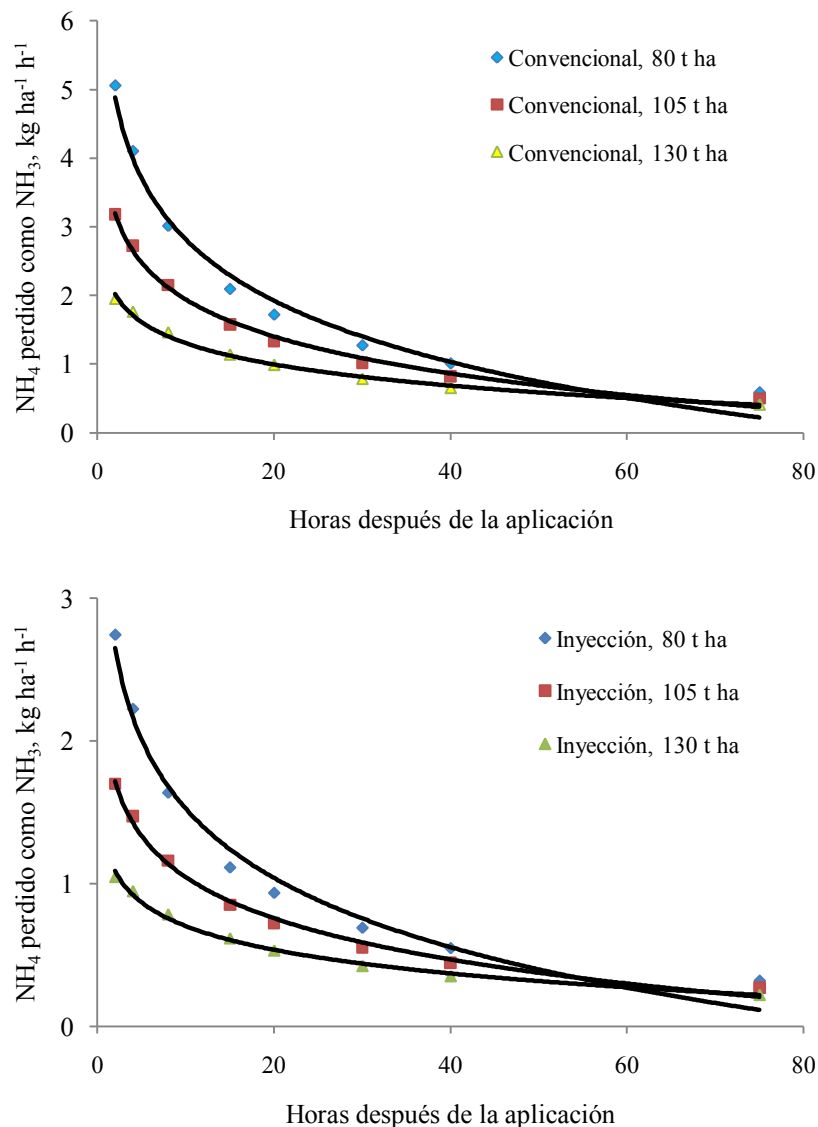 NH₄ perdido como NH₃, kg ha⁻¹ h⁻¹
6
5
4
3
2
1
0
Convencional, 80 t ha
Convencional, 105 t ha
Convencional, 130 t ha
0 20 40 60 80
Horas después de la aplicación
NH₄ perdido como NH₃, kg ha⁻¹ h⁻¹
3
2
1
0
Inyección, 80 t ha
Inyección, 105 t ha
Inyección, 130 t ha
0 20 40 60 80
Horas después de la aplicación